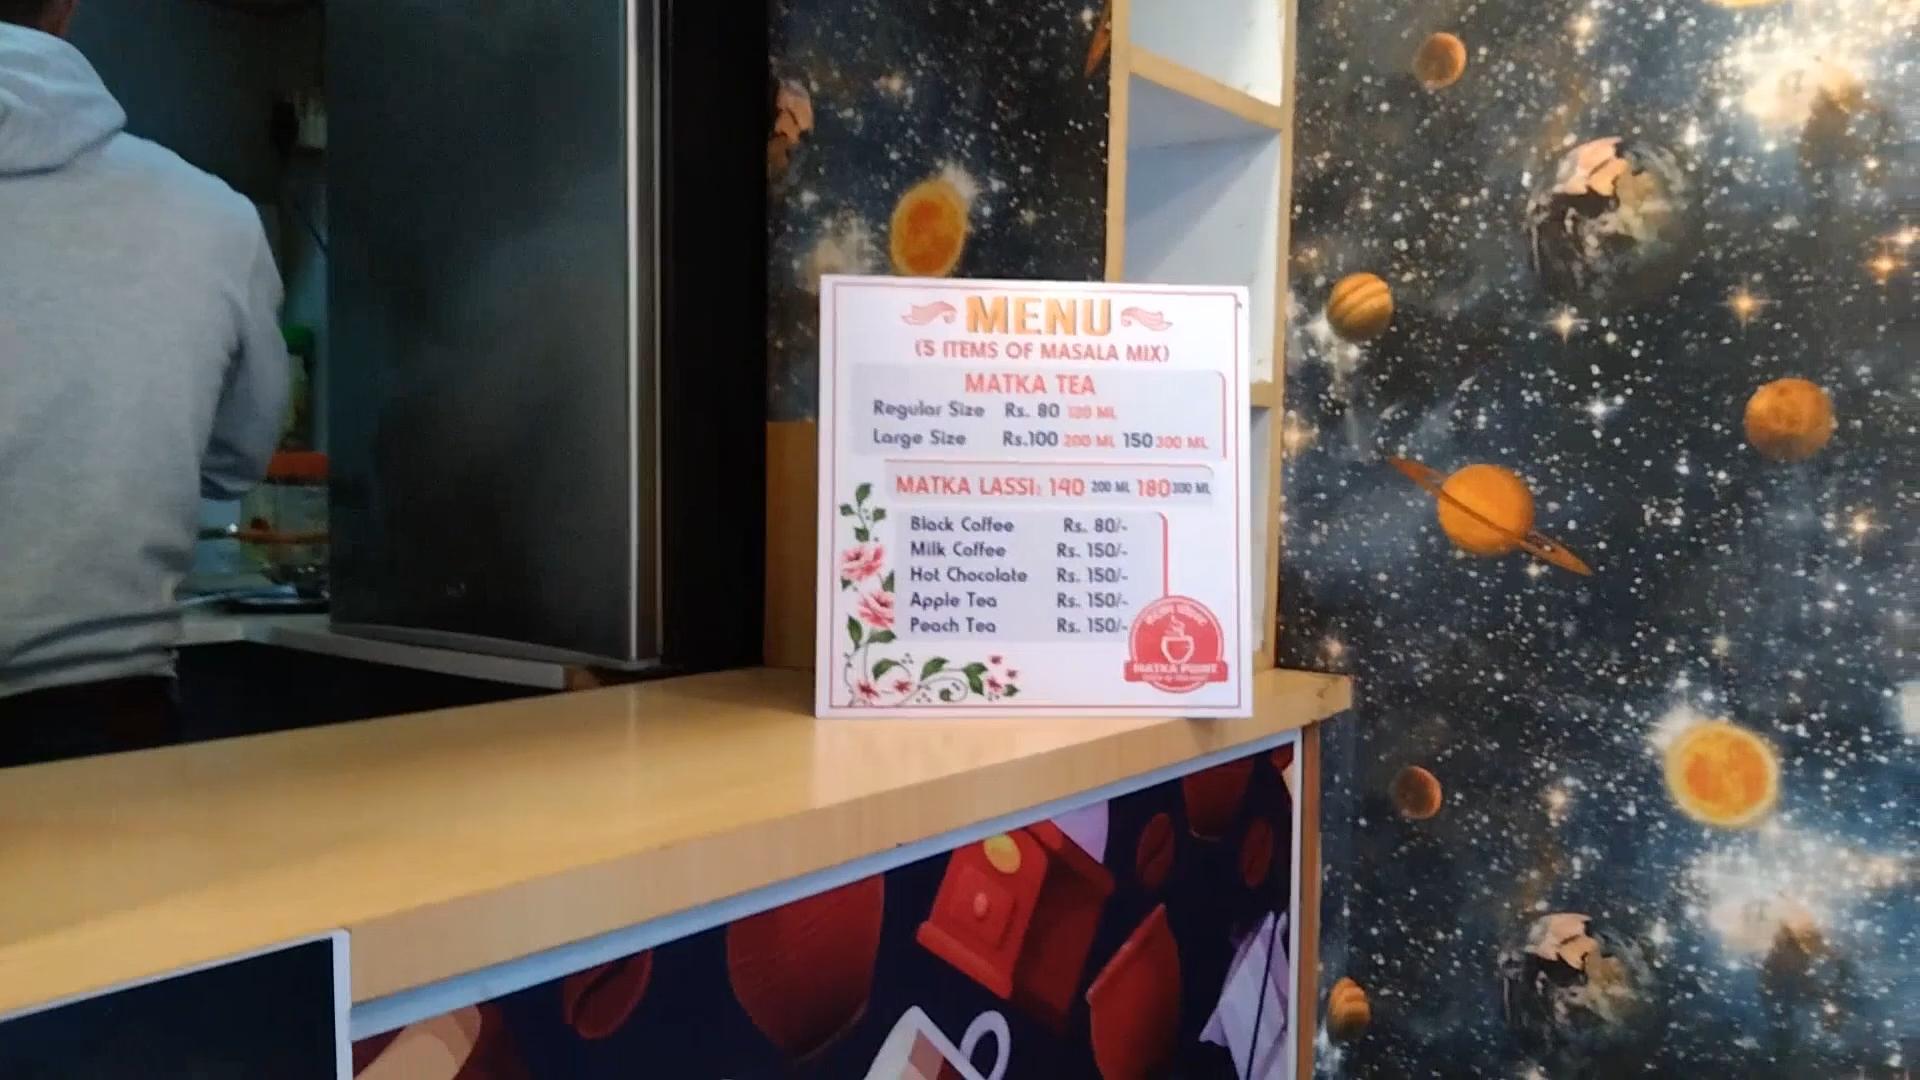 MENU
(5 ITEMS OF MASALA MIX)
MATKA TEA
Regular Size Rs. 80 120 ML
Large Size Rs.100 200 ML 150 300 ML
MATKA LASSI: 140 200 ML 180 300 ML
Black Coffee Rs. 80/-
Milk Coffee Rs. 150/-
Hot Chocolate Rs. 150/-
Apple Tea Rs. 150/-
Peach Tea Rs. 150/-
MATKA POINT